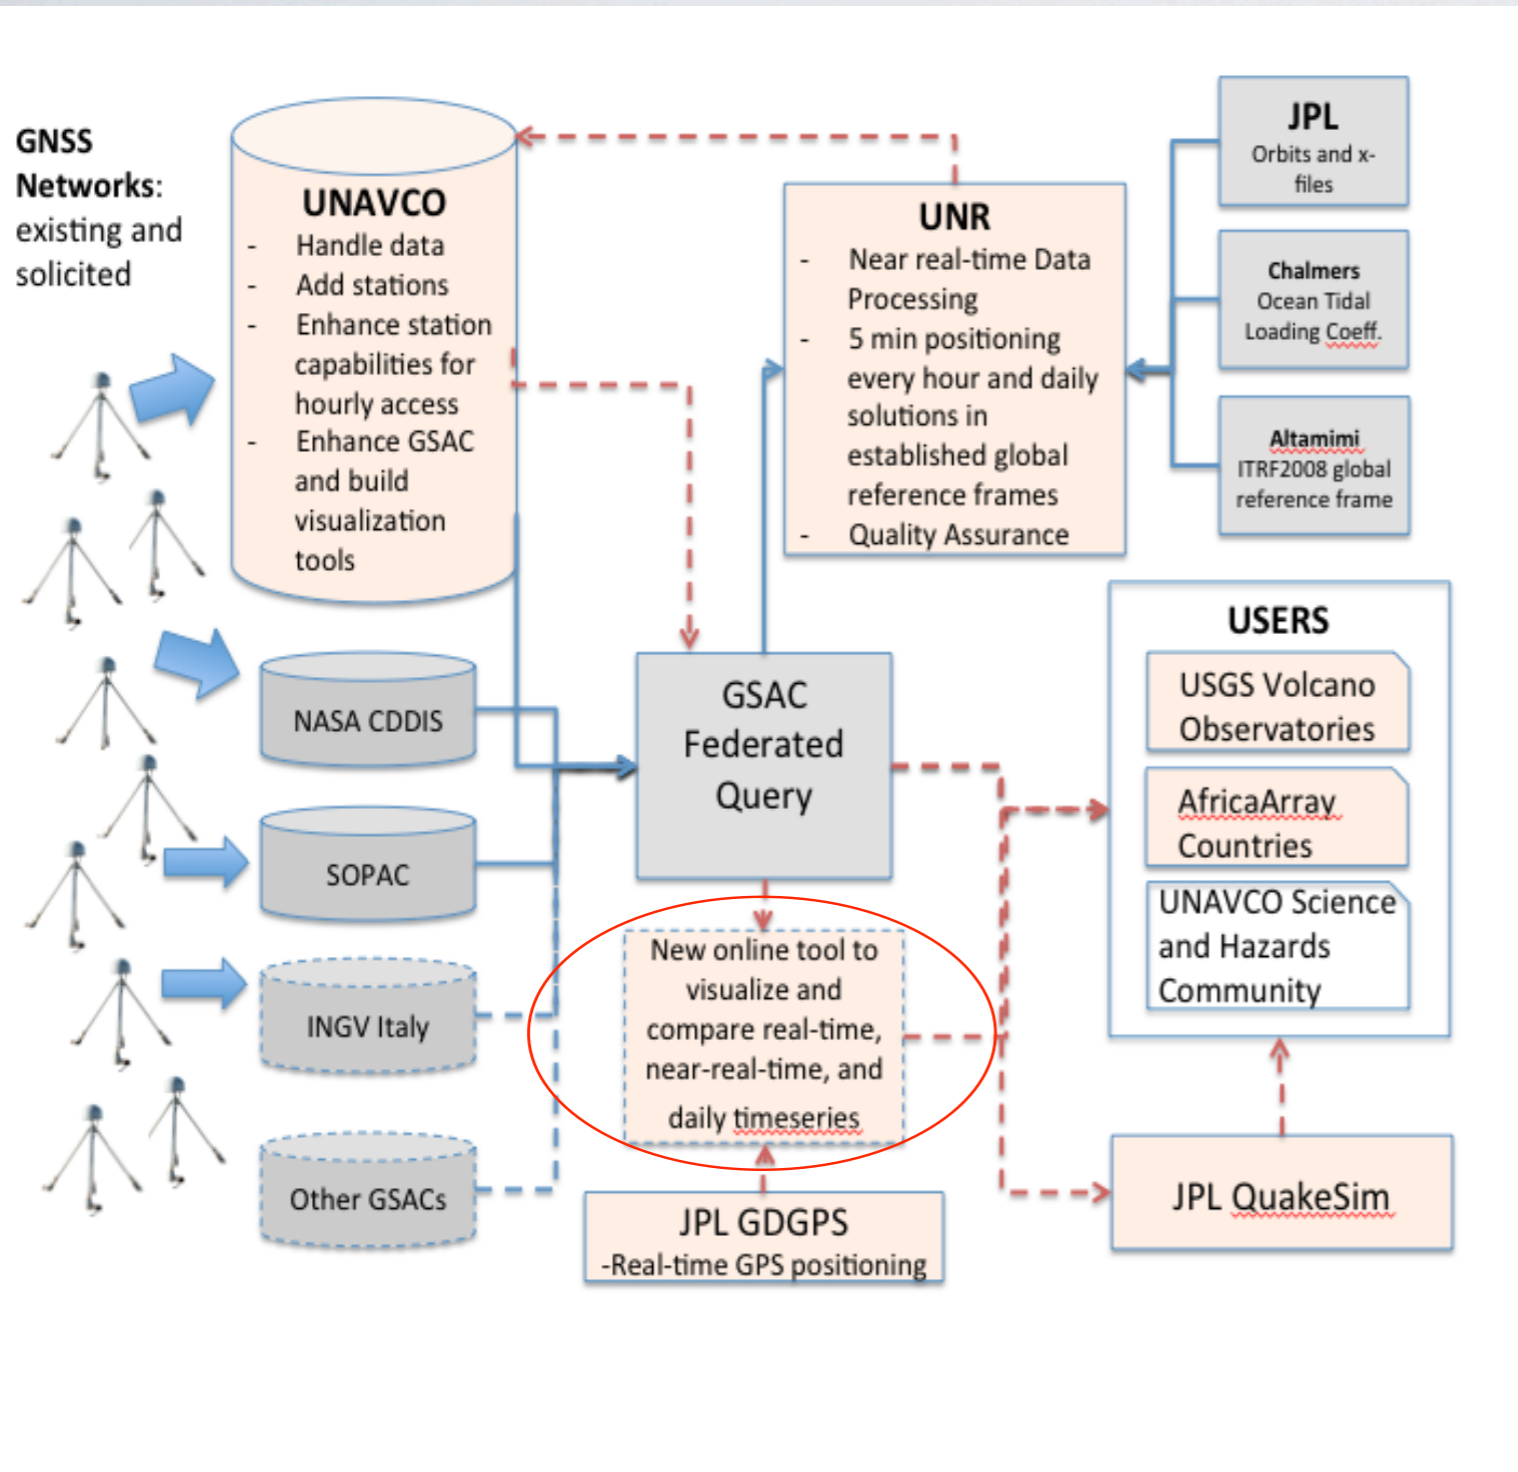 GNSS
Networks:
existing and
solicited
UNAVCO
- Handle data
- Add stations
- Enhance station
capabilities for
hourly access
- Enhance GSAC
and build
visualization
tools
UNR
- Near real-time Data
Processing
- 5 min positioning
every hour and daily
solutions in
established global
reference frames
- Quality Assurance
JPL
Orbits and x-
files
Chalmers
Ocean Tidal
Loading Coeff.
Altamimi
ITRF2008 global
reference frame
NASA CDDIS
SOPAC
INGV Italy
Other GSACs
GSAC
Federated
Query
New online tool to
visualize and
compare real-time,
near-real-time, and
daily timeseries
JPL GDGPS
-Real-time GPS positioning
USERS
USGS Volcano
Observatories
AfricaArray
Countries
UNAVCO Science
and Hazards
Community
JPL QuakeSim